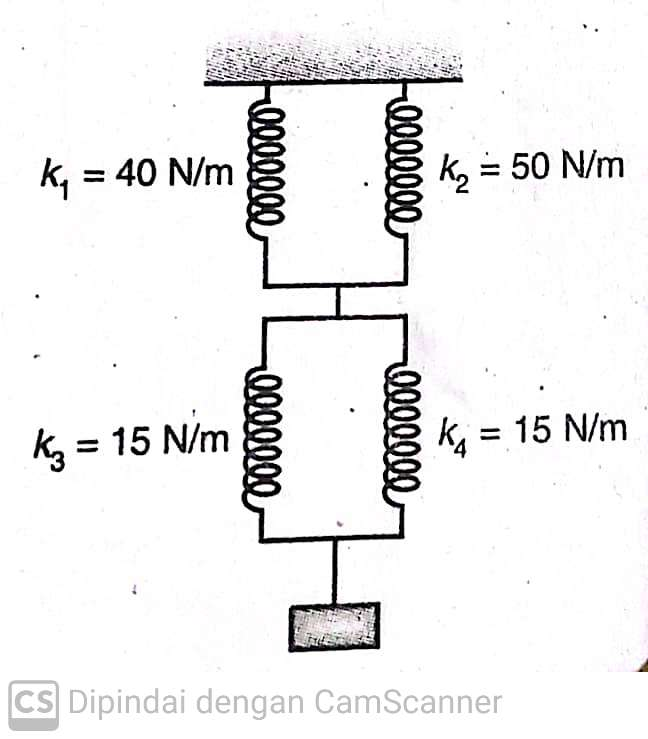 k₁ = 40 N/m
k₂ = 50 N/m
k₃ = 15 N/m
k₄ = 15 N/m
CS Dipindai dengan CamScanner